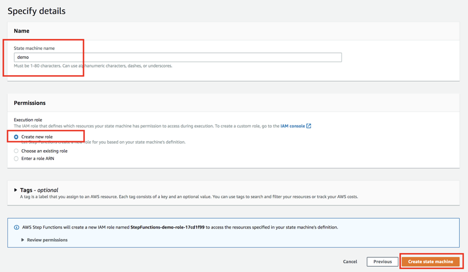 Specify details
Name
State machine name
demo
Must be 1-80 characters. Can use alphanumeric characters, dashes, or underscores.
Permissions
Execution role
The IAM role that defines which resources your state machine has permission to access during execution. To create a custom role, go to the IAM console
Create new role
Let Step Functions create a new role for you based on your state machine's definition.
Choose an existing role
Enter a role ARN
Tags - optional
A tag is a label that you assign to an AWS resource. Each tag consists of a key and an optional value. You can use tags to search and filter your resources or track your AWS costs.
AWS Step Functions will create a new IAM role named StepFunctions-demo-role-17cd1f99 to access the resources specified in your state machine's definition.
Review permissions
Cancel
Previous
Create state machine